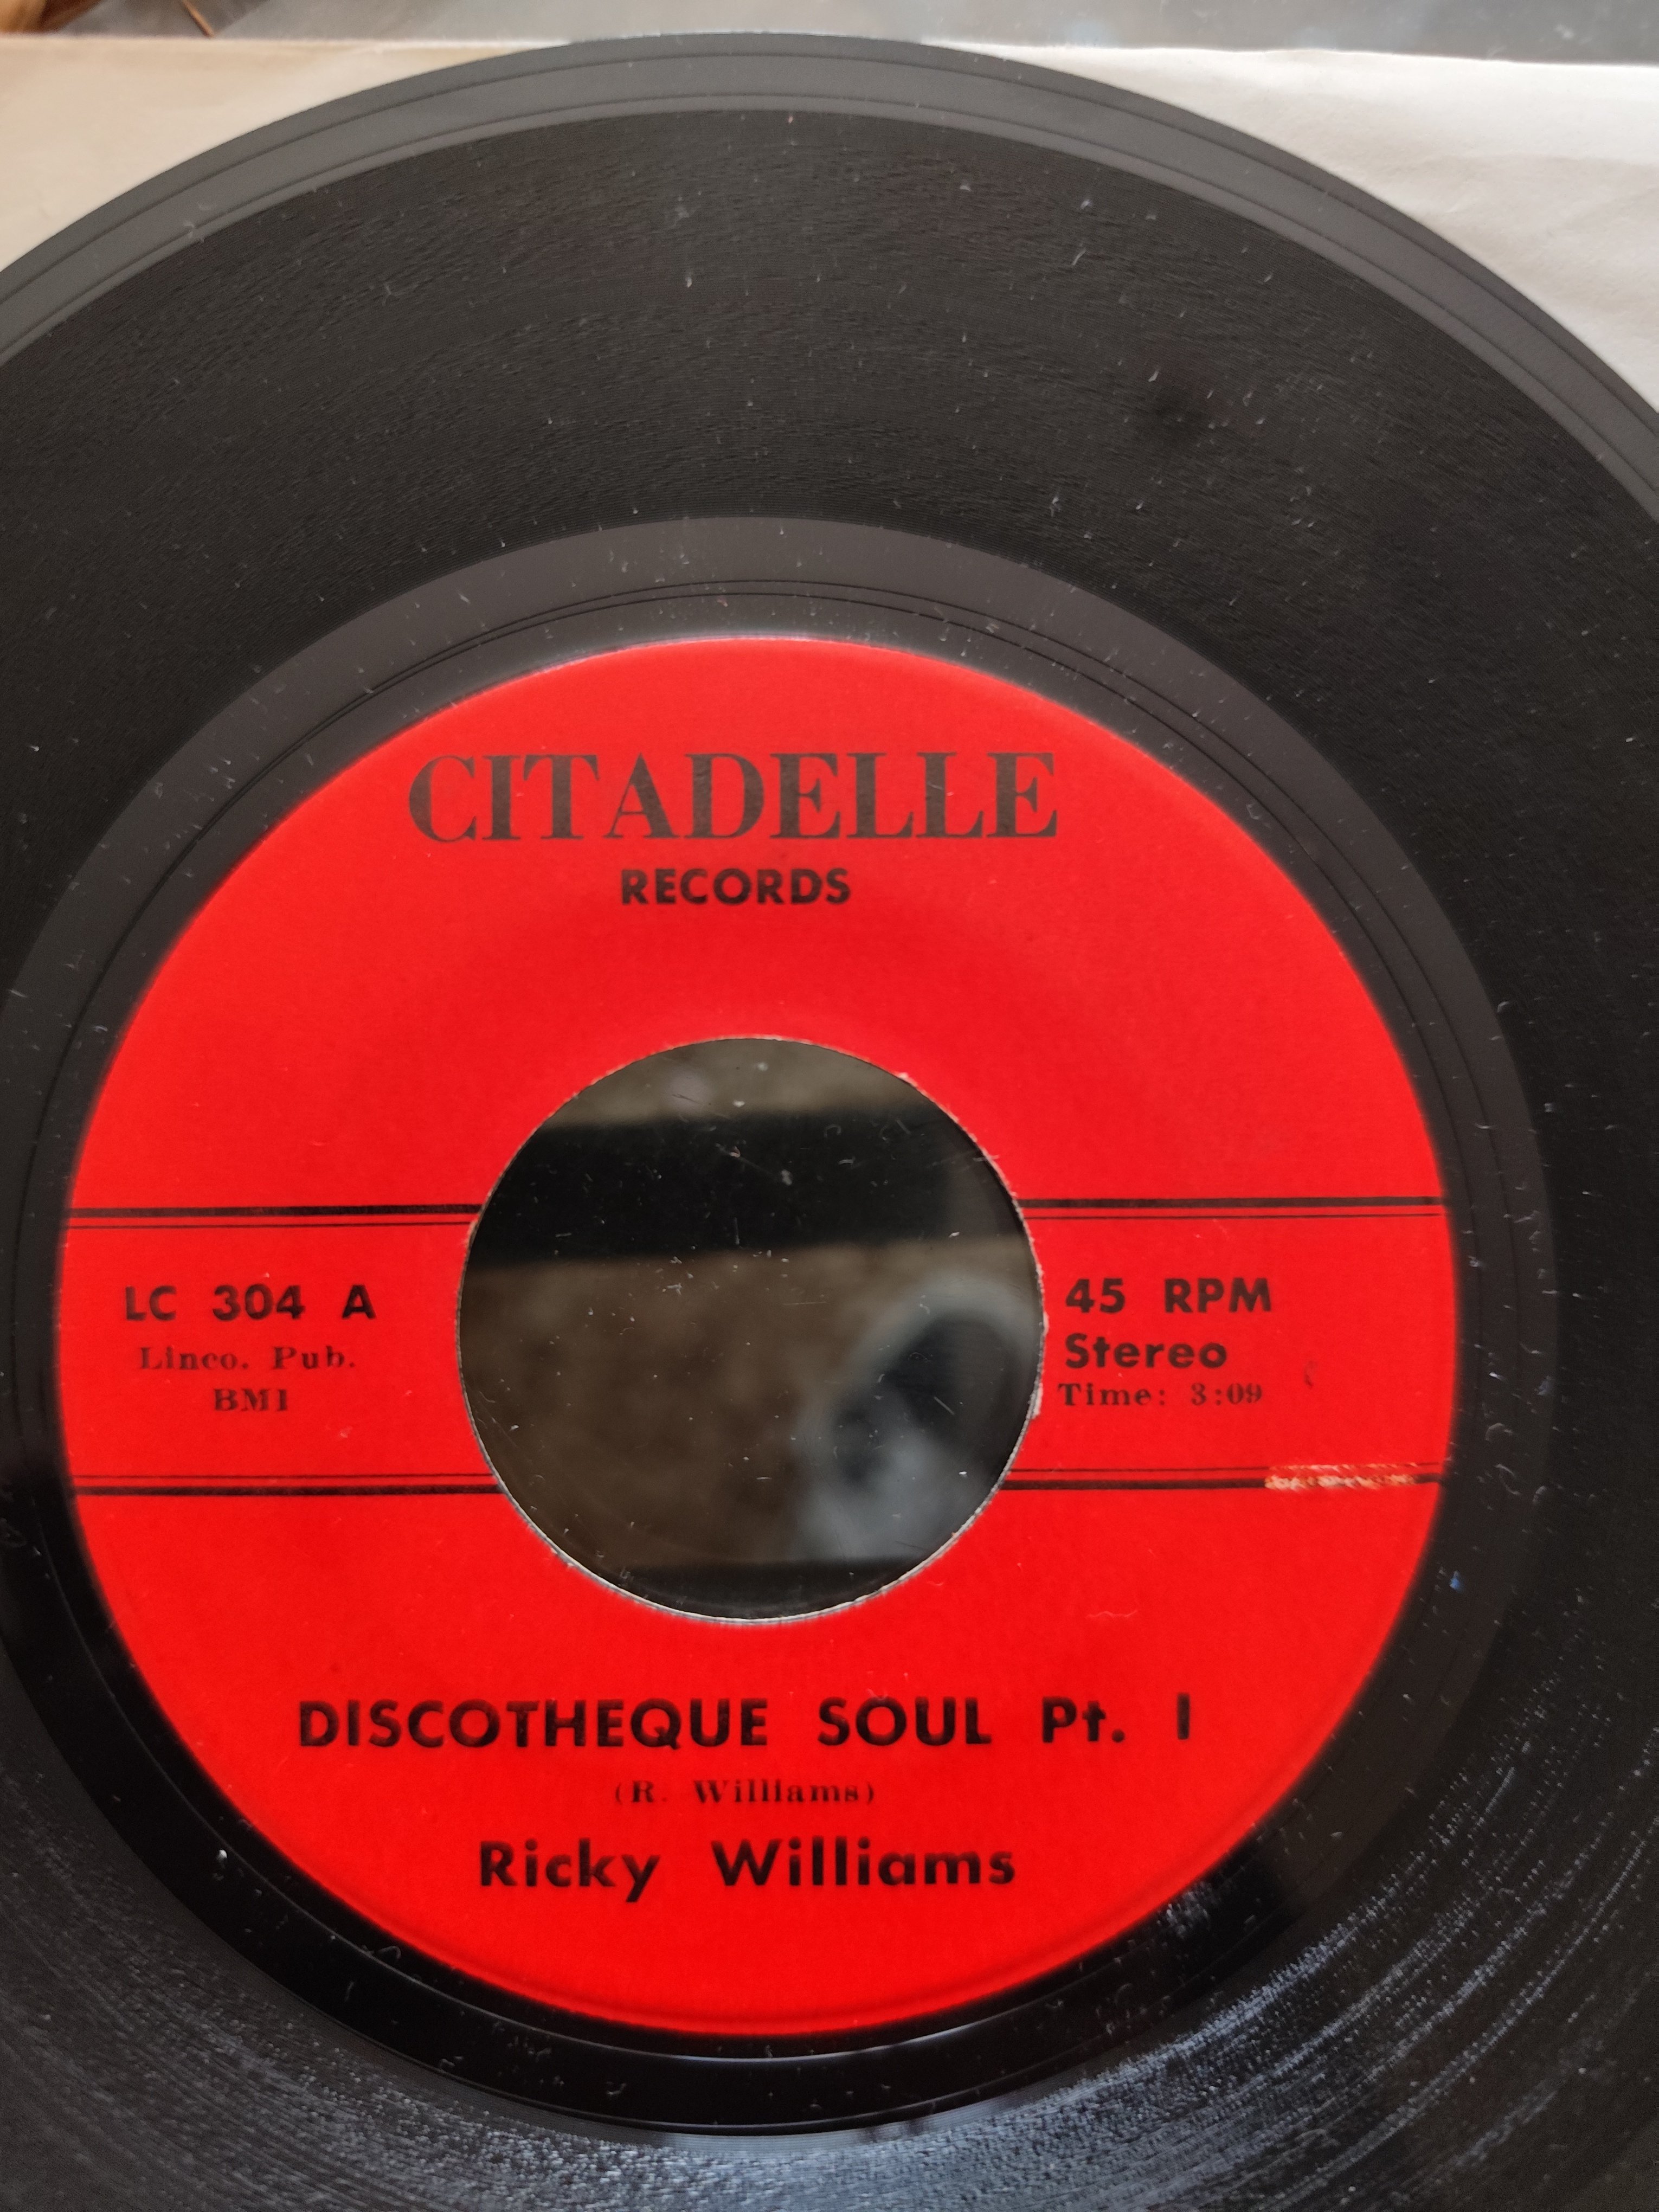 CITADELLE
RECORDS
LC 304 A
Linco. Pub.
BMI
45 RPM
Stereo
Time: 3:09
DISCOTHEQUE SOUL Pt. I
(R. Williams)
Ricky Williams